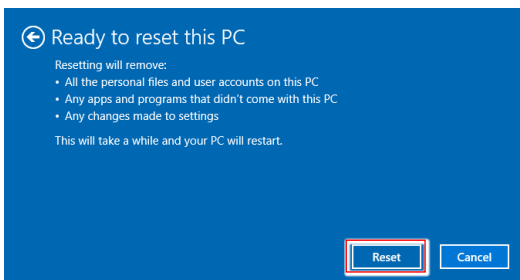 Ready to reset this PC
Resetting will remove:
• All the personal files and user accounts on this PC
• Any apps and programs that didn't come with this PC
• Any changes made to settings
This will take a while and your PC will restart.
Reset Cancel